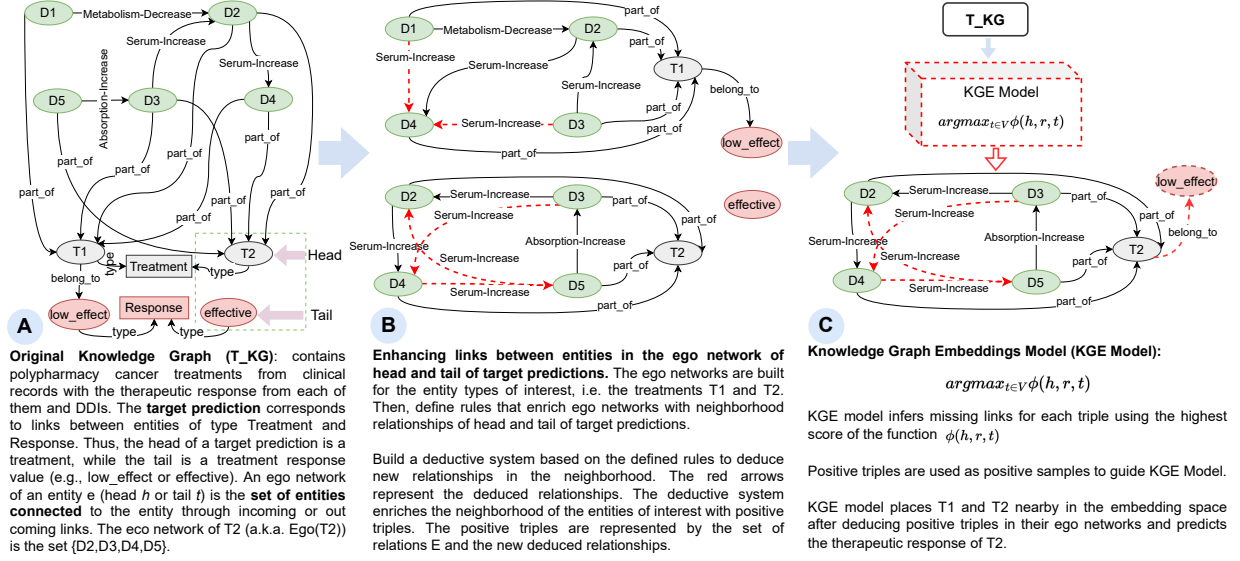 D1
Metabolism-Decrease
D2
part_of
Serum-Increase
Serum-Increase
Absorption-Increase
D5
D3
D4
part_of
part_of
part_of
part_of
part_of
part_of
part_of
T1
T2
Head
belong_to
type
Treatment
type
low_effect
Response
effective
Tail
type
type
A
Original Knowledge Graph (T_KG): contains
polypharmacy cancer treatments from clinical
records with the therapeutic response from each of
them and DDIs. The target prediction corresponds
to links between entities of type Treatment and
Response. Thus, the head of a target prediction is a
treatment, while the tail is a treatment response
value (e.g., low_effect or effective). An ego network
of an entity e (head h or tail t) is the set of entities
connected to the entity through incoming or out
coming links. The eco network of T2 (a.k.a. Ego(T2))
is the set {D2,D3,D4,D5}.
part_of
D1
Metabolism-Decrease
D2
part_of
Serum-Increase
Serum-Increase
T1
Serum-Increase
part_of
belong_to
D4
Serum-Increase
D3
part_of
part_of
low_effect
part_of
D2
Serum-Increase
D3
effective
Serum-Increase
part_of
Serum-Increase
Absorption-Increase
T2
Serum-Increase
part_of
D4
D5
Serum-Increase
part_of
B
Enhancing links between entities in the ego network of
head and tail of target predictions. The ego networks are built
for the entity types of interest, i.e. the treatments T1 and T2.
Then, define rules that enrich ego networks with neighborhood
relationships of head and tail of target predictions.
Build a deductive system based on the defined rules to deduce
new relationships in the neighborhood. The red arrows
represent the deduced relationships. The deductive system
enriches the neighborhood of the entities of interest with positive
triples. The positive triples are represented by the set of
relations E and the new deduced relationships.
T_KG
KGE Model
argmax_{t∈V}ϕ(h, r, t)
part_of
D2
Serum-Increase
D3
low_effect
Serum-Increase
part_of
belong_to
Serum-Increase
Absorption-Increase
T2
Serum-Increase
part_of
D4
D5
Serum-Increase
part_of
C
Knowledge Graph Embeddings Model (KGE Model):
argmax_{t∈V}ϕ(h, r, t)
KGE model infers missing links for each triple using the highest
score of the function ϕ(h, r, t)
Positive triples are used as positive samples to guide KGE Model.
KGE model places T1 and T2 nearby in the embedding space
after deducing positive triples in their ego networks and predicts
the therapeutic response of T2.